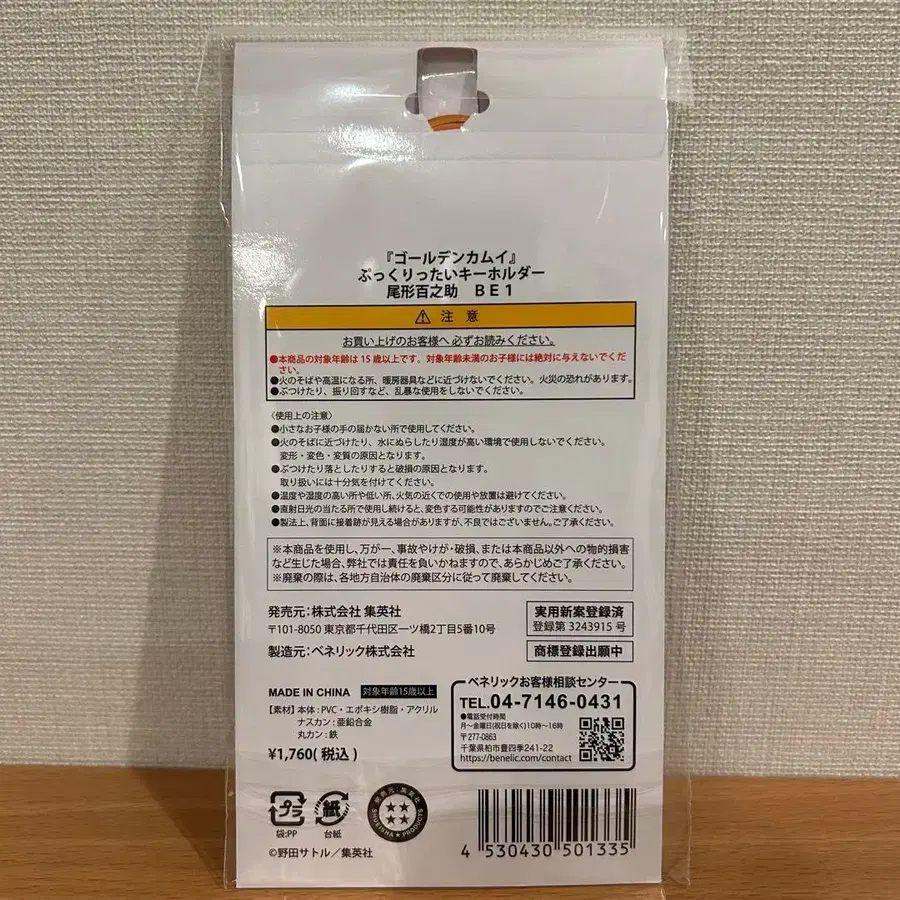 『ゴールデンカムイ』
ぷっくりったいキーホルダー
尾形百之助 BE1
注意
お買い上げのお客様へ 必ずお読みください。
●本商品の対象年齢は15歳以上です。対象年齢未満のお子様には絶対に与えないでくだ
さい。
●火のそばや高温になる所、暖房器具などに近づけないでください。火災の恐れがあります。
●ぶつけたり、振り回すなど、乱暴な使用をしないでください。
〈使用上の注意〉
●小さなお子様の手の届かない所で使用してください。
●火のそばに近づけたり、水にぬらしたり湿度が高い環境で使用しないでください。
変形・変色・変質の原因となります。
●ぶつけたり落としたりすると破損の原因となります。
取り扱いには十分気を付けてください。
●温度や湿度の高い所や低い所、火気の近くでの使用や放置は避けてください。
●直射日光の当たる所で使用し続けると、変色する可能性がありますのでご注意ください。
●製法上、背面に接着跡が見える場合がありますが、不良ではございません。ご了承ください。
※本商品を使用し、万が一、事故やけが・破損、または本商品以外への物的損害
など生じた場合、弊社では責任を負いかねますので、あらかじめご了承ください。
※廃棄の際は、各地方自治体の廃棄区分に従って廃棄してください。
発売元:株式会社 集英社
〒101-8050 東京都千代田区一ツ橋2丁目5番10号
製造元:ベネリック株式会社
実用新案登録済
登録第 3243915 号
商標登録出願中
MADE IN CHINA 対象年齢15歳以上
【素材】本体:PVC・エポキシ樹脂・アクリル
ナスカン:亜鉛合金
丸カン:鉄
¥1,760(税込)
ベネリックお客様相談センター
TEL.04-7146-0431
●電話受付時間
月〜金曜日(祝日を除く)10時〜16時
〒277-0863
千葉県柏市豊四季241-22
https://benelic.com/contact
プラ
袋:PP
紙
台紙
発売元:集英社
SHUEISHA★PRODUCTS
©野田サトル／集英社
4 530430 501335